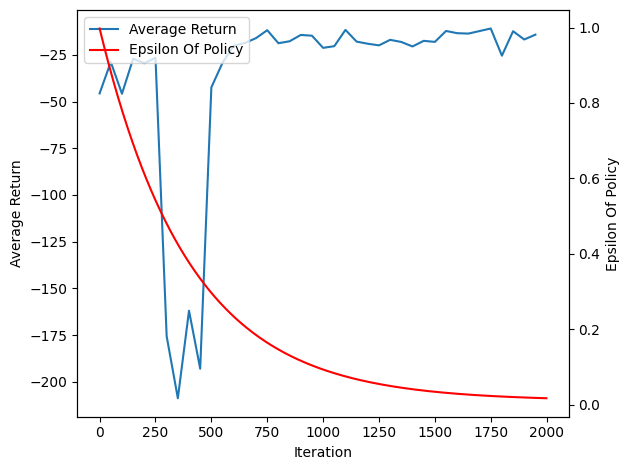 Average Return
Epsilon Of Policy
−25
−50
−75
−100
−125
−150
−175
−200
Average Return
1.0
0.8
0.6
0.4
0.2
0.0
Epsilon Of Policy
0 250 500 750 1000 1250 1500 1750 2000
Iteration